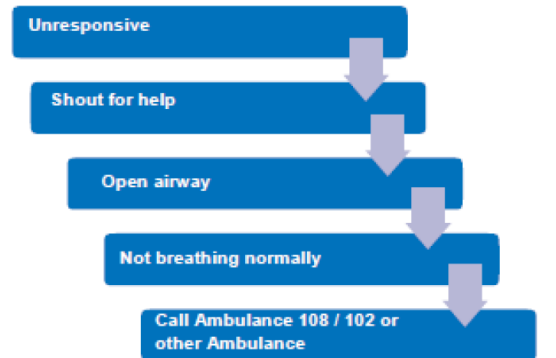 Unresponsive
Shout for help
Open airway
Not breathing normally
Call Ambulance 108 / 102 or
other Ambulance